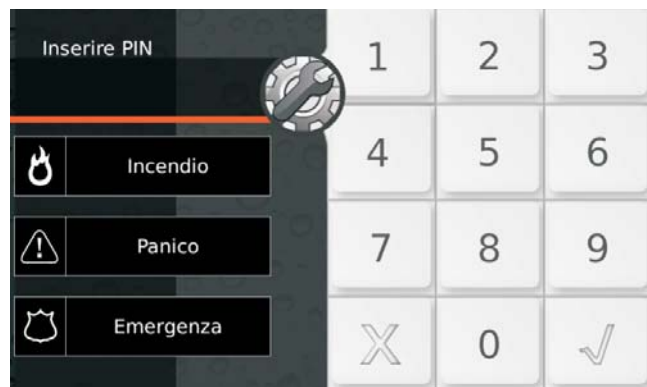 Inserire PIN
1 2 3
Incendio
4 5 6
Panico
7 8 9
Emergenza
X 0 √